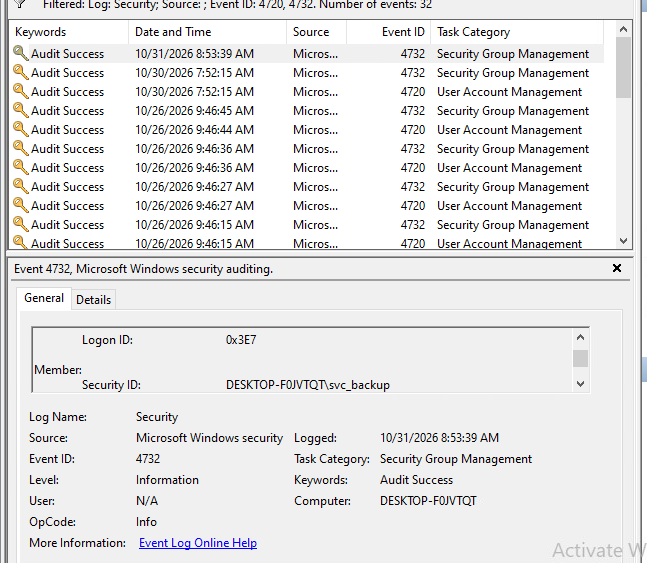 Filtered: Log: Security; Source: ; Event ID: 4720, 4732. Number of events: 32
Keywords Date and Time Source Event ID Task Category
Audit Success 10/31/2026 8:53:39 AM Micros... 4732 Security Group Management
Audit Success 10/30/2026 7:52:15 AM Micros... 4732 Security Group Management
Audit Success 10/30/2026 7:52:15 AM Micros... 4720 User Account Management
Audit Success 10/26/2026 9:46:45 AM Micros... 4732 Security Group Management
Audit Success 10/26/2026 9:46:44 AM Micros... 4720 User Account Management
Audit Success 10/26/2026 9:46:36 AM Micros... 4732 Security Group Management
Audit Success 10/26/2026 9:46:36 AM Micros... 4720 User Account Management
Audit Success 10/26/2026 9:46:27 AM Micros... 4732 Security Group Management
Audit Success 10/26/2026 9:46:27 AM Micros... 4720 User Account Management
Audit Success 10/26/2026 9:46:15 AM Micros... 4732 Security Group Management
Audit Success 10/26/2026 9:46:15 AM Micros... 4720 User Account Management
Event 4732, Microsoft Windows security auditing.
General Details
Logon ID: 0x3E7
Member:
Security ID: DESKTOP-F0JVTQT\svc_backup
Log Name: Security
Source: Microsoft Windows security Logged: 10/31/2026 8:53:39 AM
Event ID: 4732 Task Category: Security Group Management
Level: Information Keywords: Audit Success
User: N/A Computer: DESKTOP-F0JVTQT
OpCode: Info
More Information: Event Log Online Help
Activate W